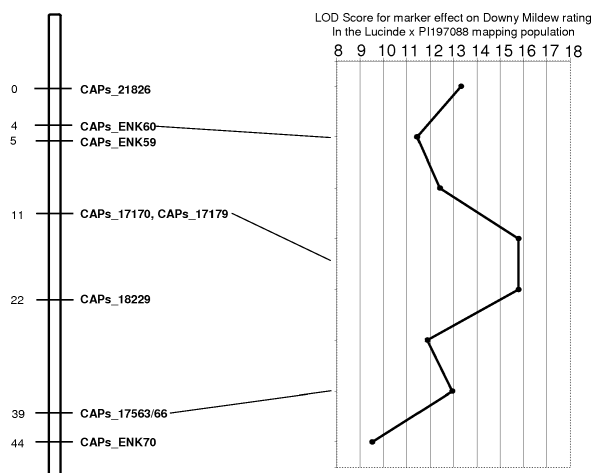 LOD Score for marker effect on Downy Mildew rating
In the Lucinde x PI197088 mapping population
8 9 10 11 12 13 14 15 16 17 18
0 CAPs_21826
4 CAPs_ENK60
5 CAPs_ENK59
11 CAPs_17170, CAPs_17179
22 CAPs_18229
39 CAPs_17563/66
44 CAPs_ENK70